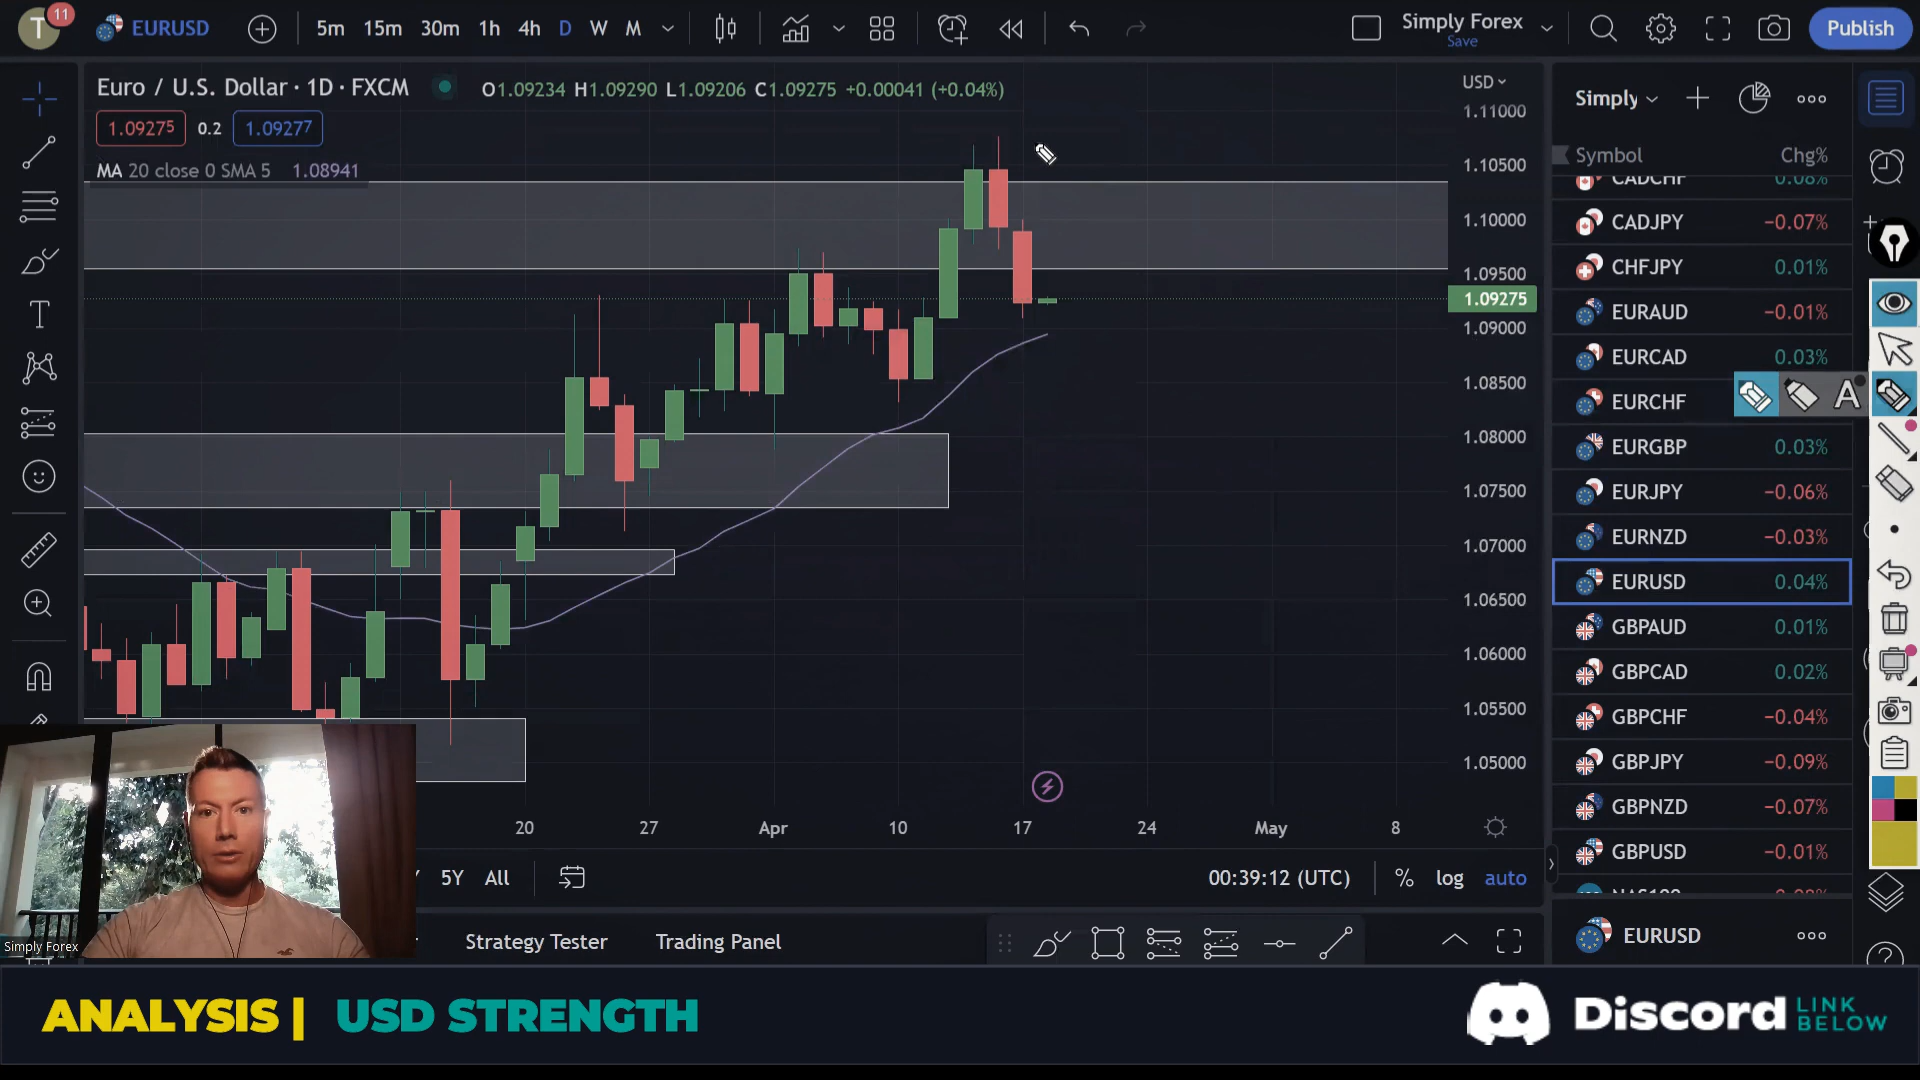 T
11
EURUSD
5m 15m 30m 1h 4h D W M
Simply Forex
Save
Publish
Euro / U.S. Dollar · 1D · FXCM
O1.09234 H1.09290 L1.09206 C1.09275 +0.00041 (+0.04%)
1.09275 0.2 1.09277
MA 20 close 0 SMA 5 1.08941
USD
1.11000
1.10500
1.10000
1.09500
1.09275
1.09000
1.08500
1.08000
1.07500
1.07000
1.06500
1.06000
1.05500
1.05000
20 27 Apr 10 17 24 May 8
5Y All
00:39:12 (UTC)
% log auto
Strategy Tester Trading Panel
Simply
Symbol Chg%
CADCHF 0.08%
CADJPY −0.07%
CHFJPY 0.01%
EURAUD −0.01%
EURCAD 0.03%
EURCHF
A
EURGBP 0.03%
EURJPY −0.06%
EURNZD −0.03%
EURUSD 0.04%
GBPAUD 0.01%
GBPCAD 0.02%
GBPCHF −0.04%
GBPJPY −0.09%
GBPNZD −0.07%
GBPUSD −0.01%
EURUSD
Simply Forex
ANALYSIS | USD STRENGTH
Discord LINK BELOW